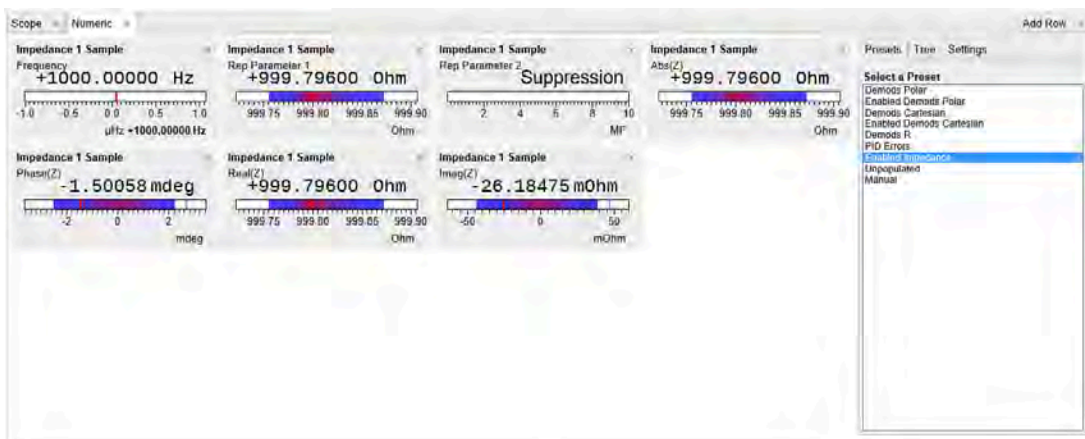 Scope Numeric Add Row
Impedance 1 Sample
Frequency
+1000.00000 Hz
-1.0 -0.5 0.0 0.5 1.0
µHz +1000.00000 Hz
Impedance 1 Sample
Rep Parameter 1
+999.79600 Ohm
999.75 999.80 999.85 999.90
Ohm
Impedance 1 Sample
Rep Parameter 2
Suppression
2 4 6 8 10
Impedance 1 Sample
Abs(Z)
+999.79600 Ohm
999.75 999.80 999.85 999.90
Ohm
Impedance 1 Sample
Phase(Z)
-1.50058 mdeg
-2 0 2
mdeg
Impedance 1 Sample
Real(Z)
+999.79600 Ohm
999.75 999.80 999.85 999.90
Ohm
Impedance 1 Sample
Imag(Z)
-26.18475 mOhm
-50 0 50
mOhm
Presets Tree Settings
Select a Preset
Demods Polar
Enabled Demods Polar
Demods Cartesian
Enabled Demods Cartesian
Demods R
PID Errors
Enabled Impedance
Unpopulated
Manual